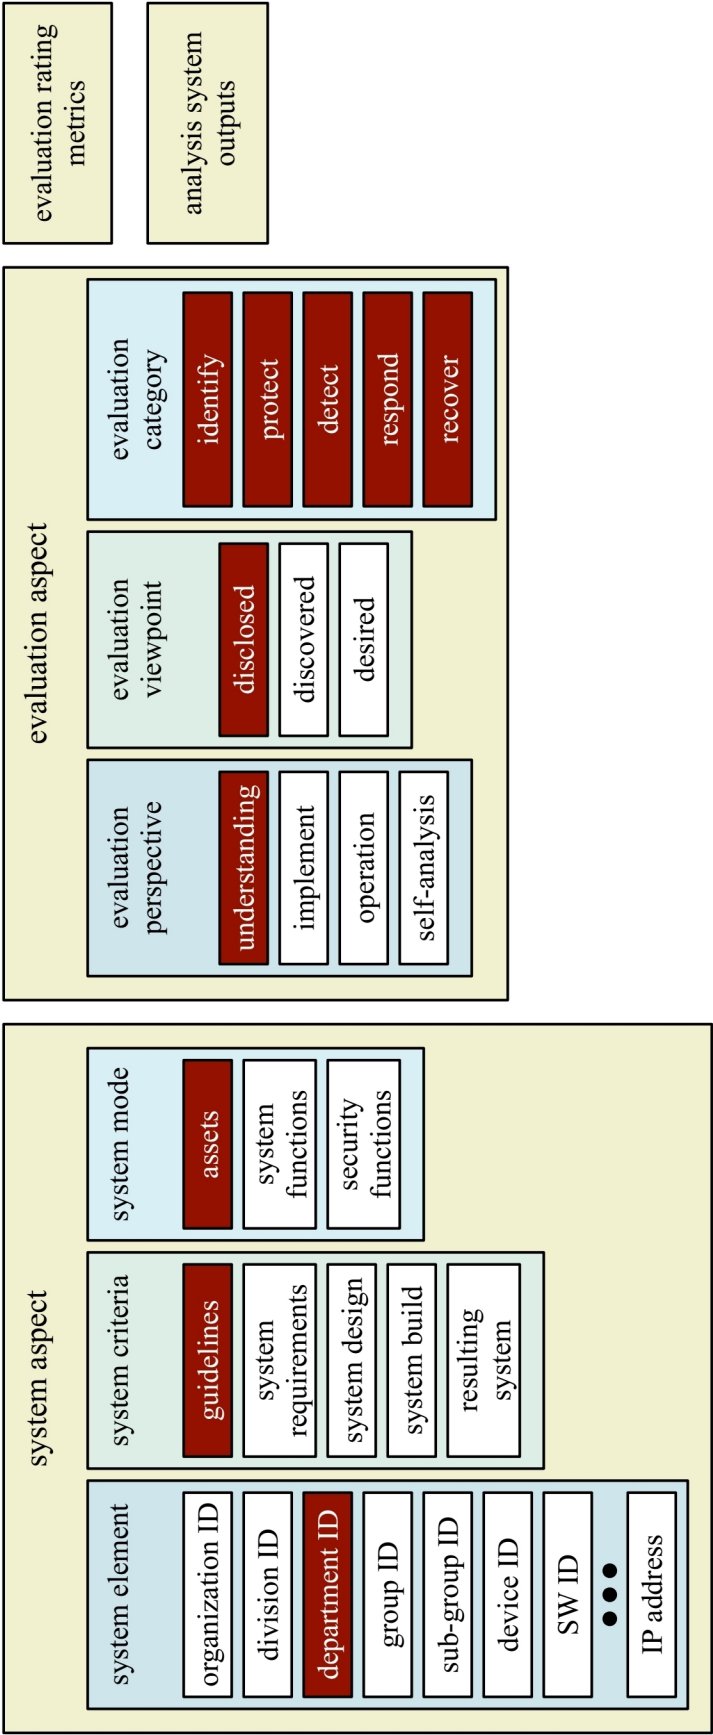 system aspect
system element
organization ID
division ID
department ID
group ID
sub-group ID
device ID
SW ID
•••
IP address
system criteria
guidelines
system
requirements
system design
system build
resulting
system
system mode
assets
system
functions
security
functions
evaluation aspect
evaluation
perspective
understanding
implement
operation
self-analysis
evaluation
viewpoint
disclosed
discovered
desired
evaluation
category
identify
protect
detect
respond
recover
evaluation rating
metrics
analysis system
outputs